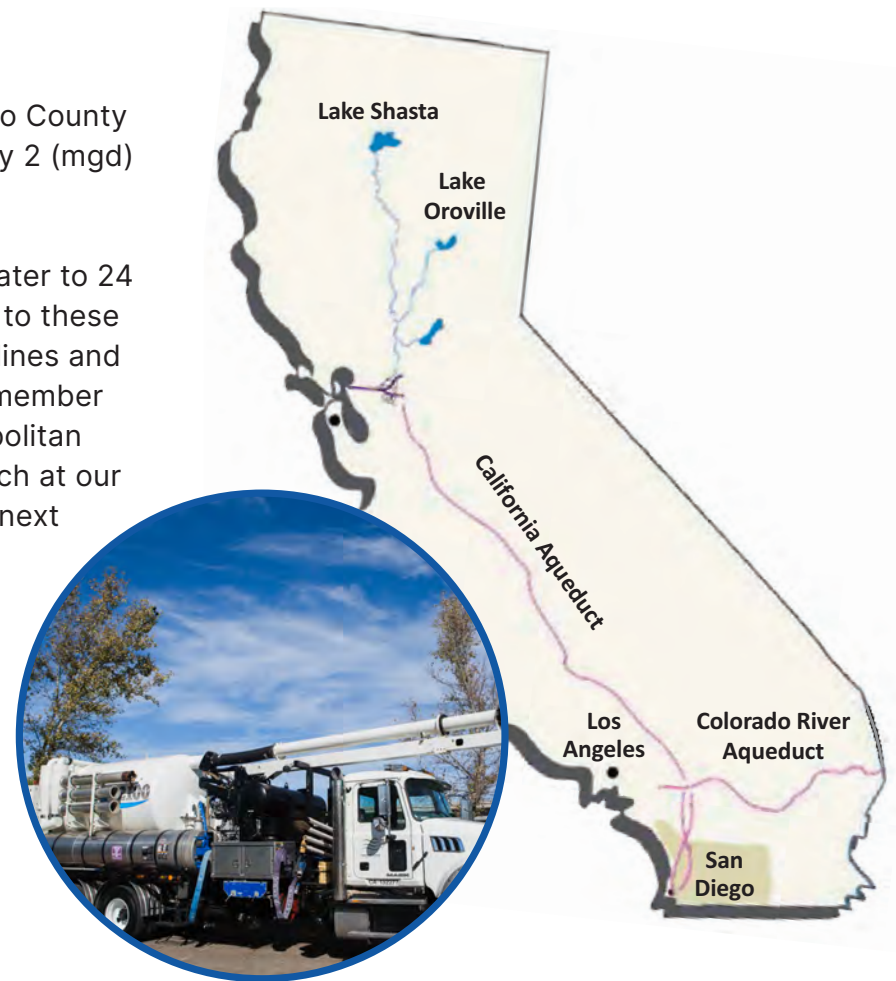 o County
y 2 (mgd)
ater to 24
to these
ines and
member
politan
ch at our
next
Lake Shasta
Lake
Oroville
California Aqueduct
Los
Angeles
Colorado River
Aqueduct
San
Diego